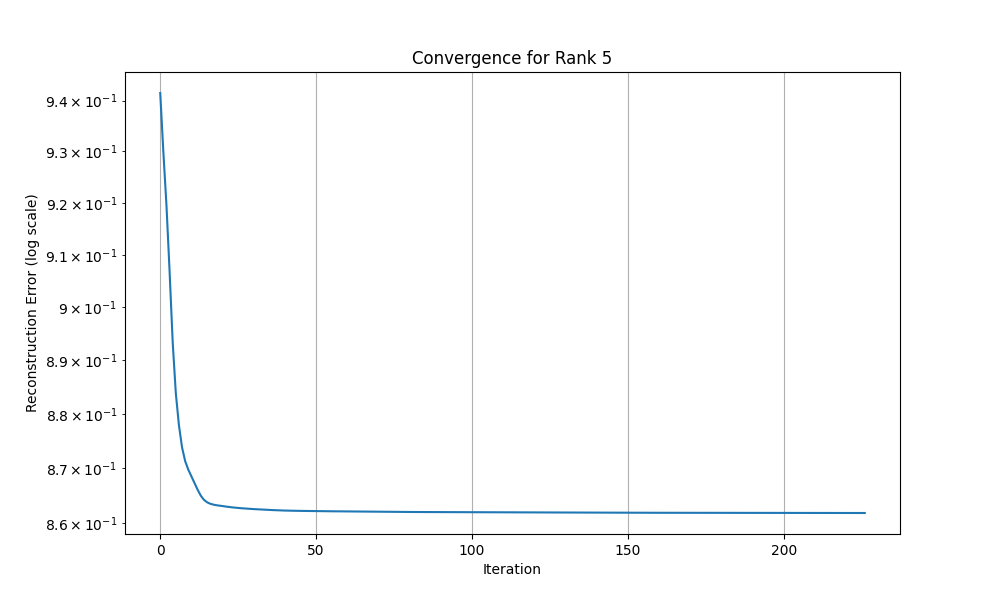 Convergence for Rank 5
Reconstruction Error (log scale)
9.4 × 10⁻¹
9.3 × 10⁻¹
9.2 × 10⁻¹
9.1 × 10⁻¹
9 × 10⁻¹
8.9 × 10⁻¹
8.8 × 10⁻¹
8.7 × 10⁻¹
8.6 × 10⁻¹
0 50 100 150 200
Iteration